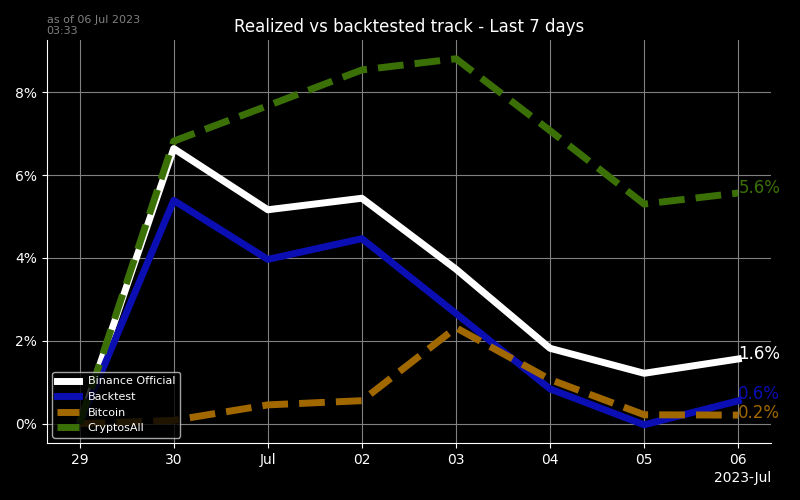 as of 06 Jul 2023
03:33
Realized vs backtested track - Last 7 days
8%
6%
4%
2%
0%
5.6%
1.6%
0.6%
0.2%
Binance Official
Backtest
Bitcoin
CryptosAll
29 30 Jul 02 03 04 05 06
2023-Jul